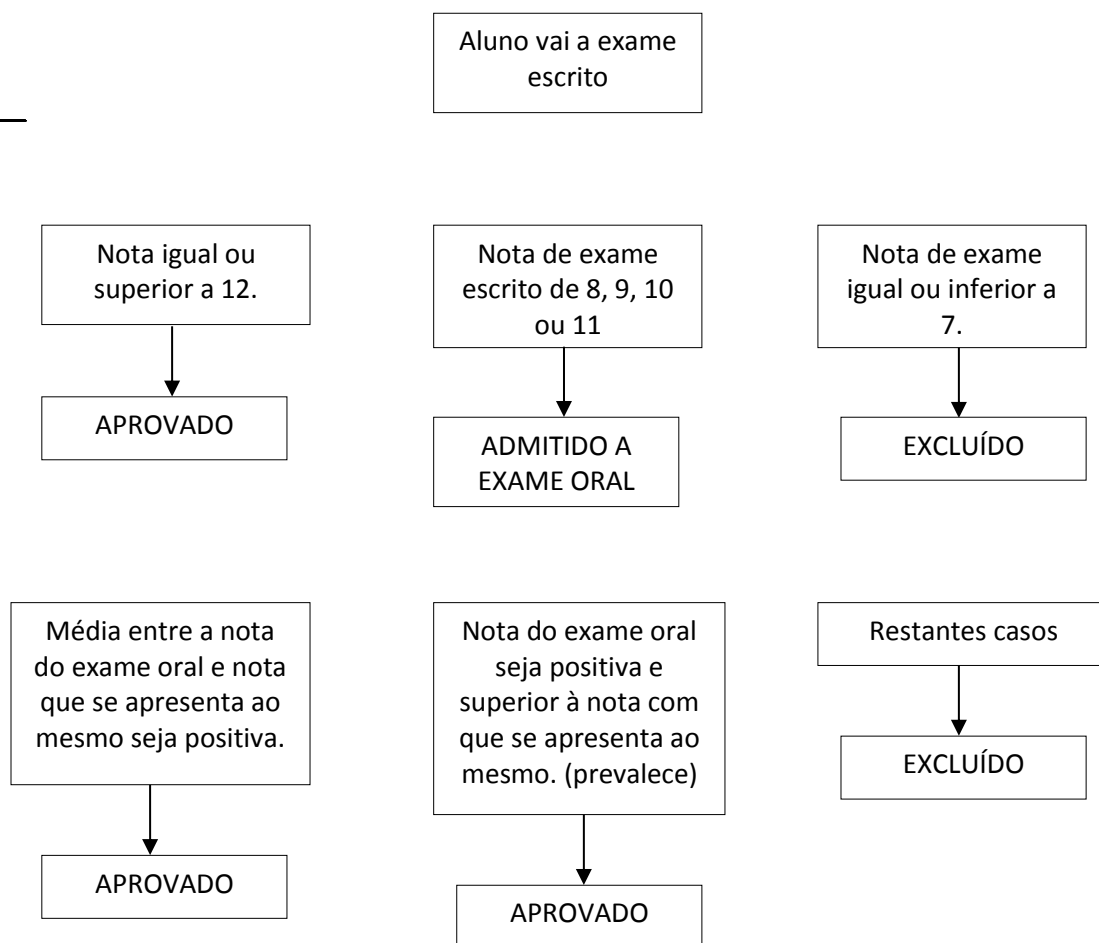 Aluno vai a exame
escrito
Nota igual ou
superior a 12.
Nota de exame
escrito de 8, 9, 10
ou 11
Nota de exame
igual ou inferior a
7.
APROVADO
ADMITIDO A
EXAME ORAL
EXCLUÍDO
Média entre a nota
do exame oral e nota
que se apresenta ao
mesmo seja positiva.
Nota do exame oral
seja positiva e
superior à nota com
que se apresenta ao
mesmo. (prevalece)
Restantes casos
EXCLUÍDO
APROVADO
APROVADO